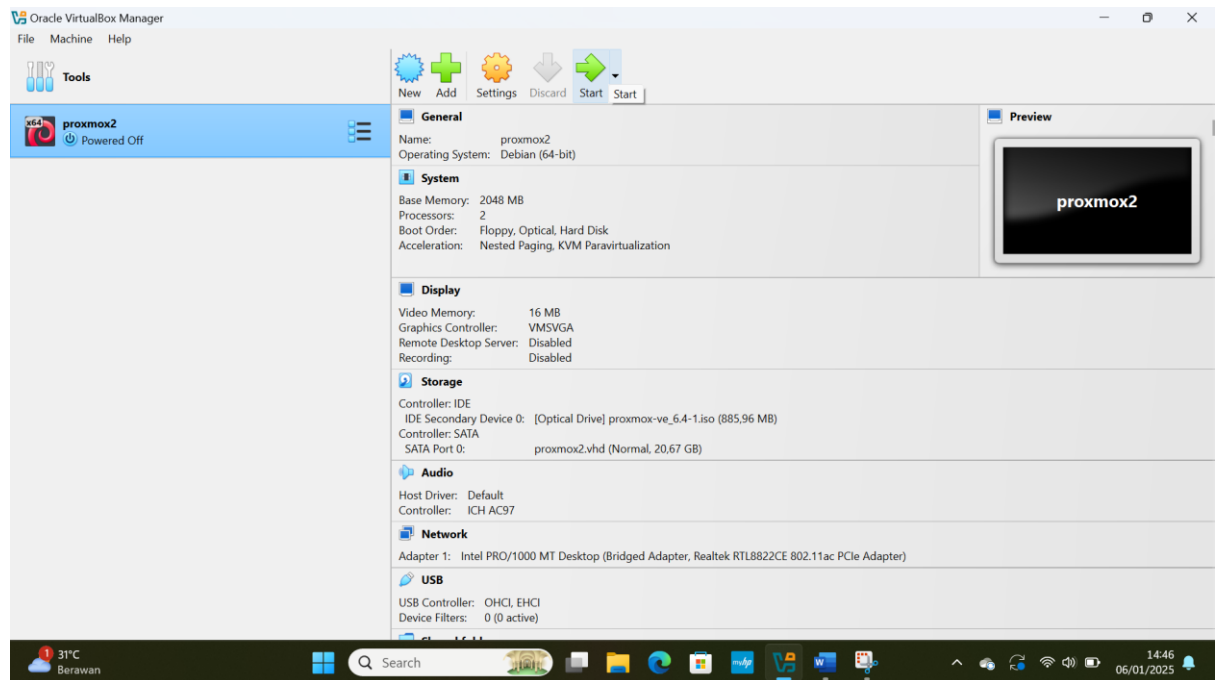 Oracle VirtualBox Manager
File Machine Help
Tools
New Add Settings Discard Start Start
x64
proxmox2
Powered Off
General
Name: proxmox2
Operating System: Debian (64-bit)
System
Base Memory: 2048 MB
Processors: 2
Boot Order: Floppy, Optical, Hard Disk
Acceleration: Nested Paging, KVM Paravirtualization
Preview
proxmox2
Display
Video Memory: 16 MB
Graphics Controller: VMSVGA
Remote Desktop Server: Disabled
Recording: Disabled
Storage
Controller: IDE
IDE Secondary Device 0: [Optical Drive] proxmox-ve_6.4-1.iso (885,96 MB)
Controller: SATA
SATA Port 0: proxmox2.vhd (Normal, 20,67 GB)
Audio
Host Driver: Default
Controller: ICH AC97
Network
Adapter 1: Intel PRO/1000 MT Desktop (Bridged Adapter, Realtek RTL8822CE 802.11ac PCIe Adapter)
USB
USB Controller: OHCI, EHCI
Device Filters: 0 (0 active)
1
31°C
Berawan
Search
myhp
W
14:46
06/01/2025